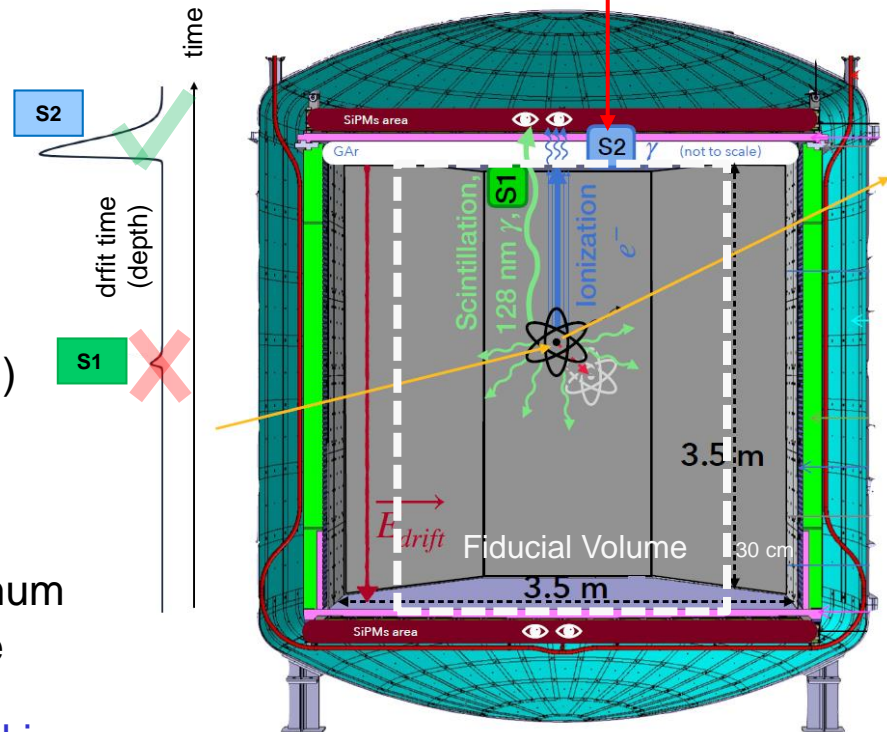 time
S2
drfit time
(depth)
S1
)
num
e
SiPMs area
GAr
S2
γ
(not to scale)
S1
Scintillation,
128 nm γ,
Ionization
e⁻
3.5 m
E_drift
Fiducial Volume
30 cm
3.5 m
SiPMs area